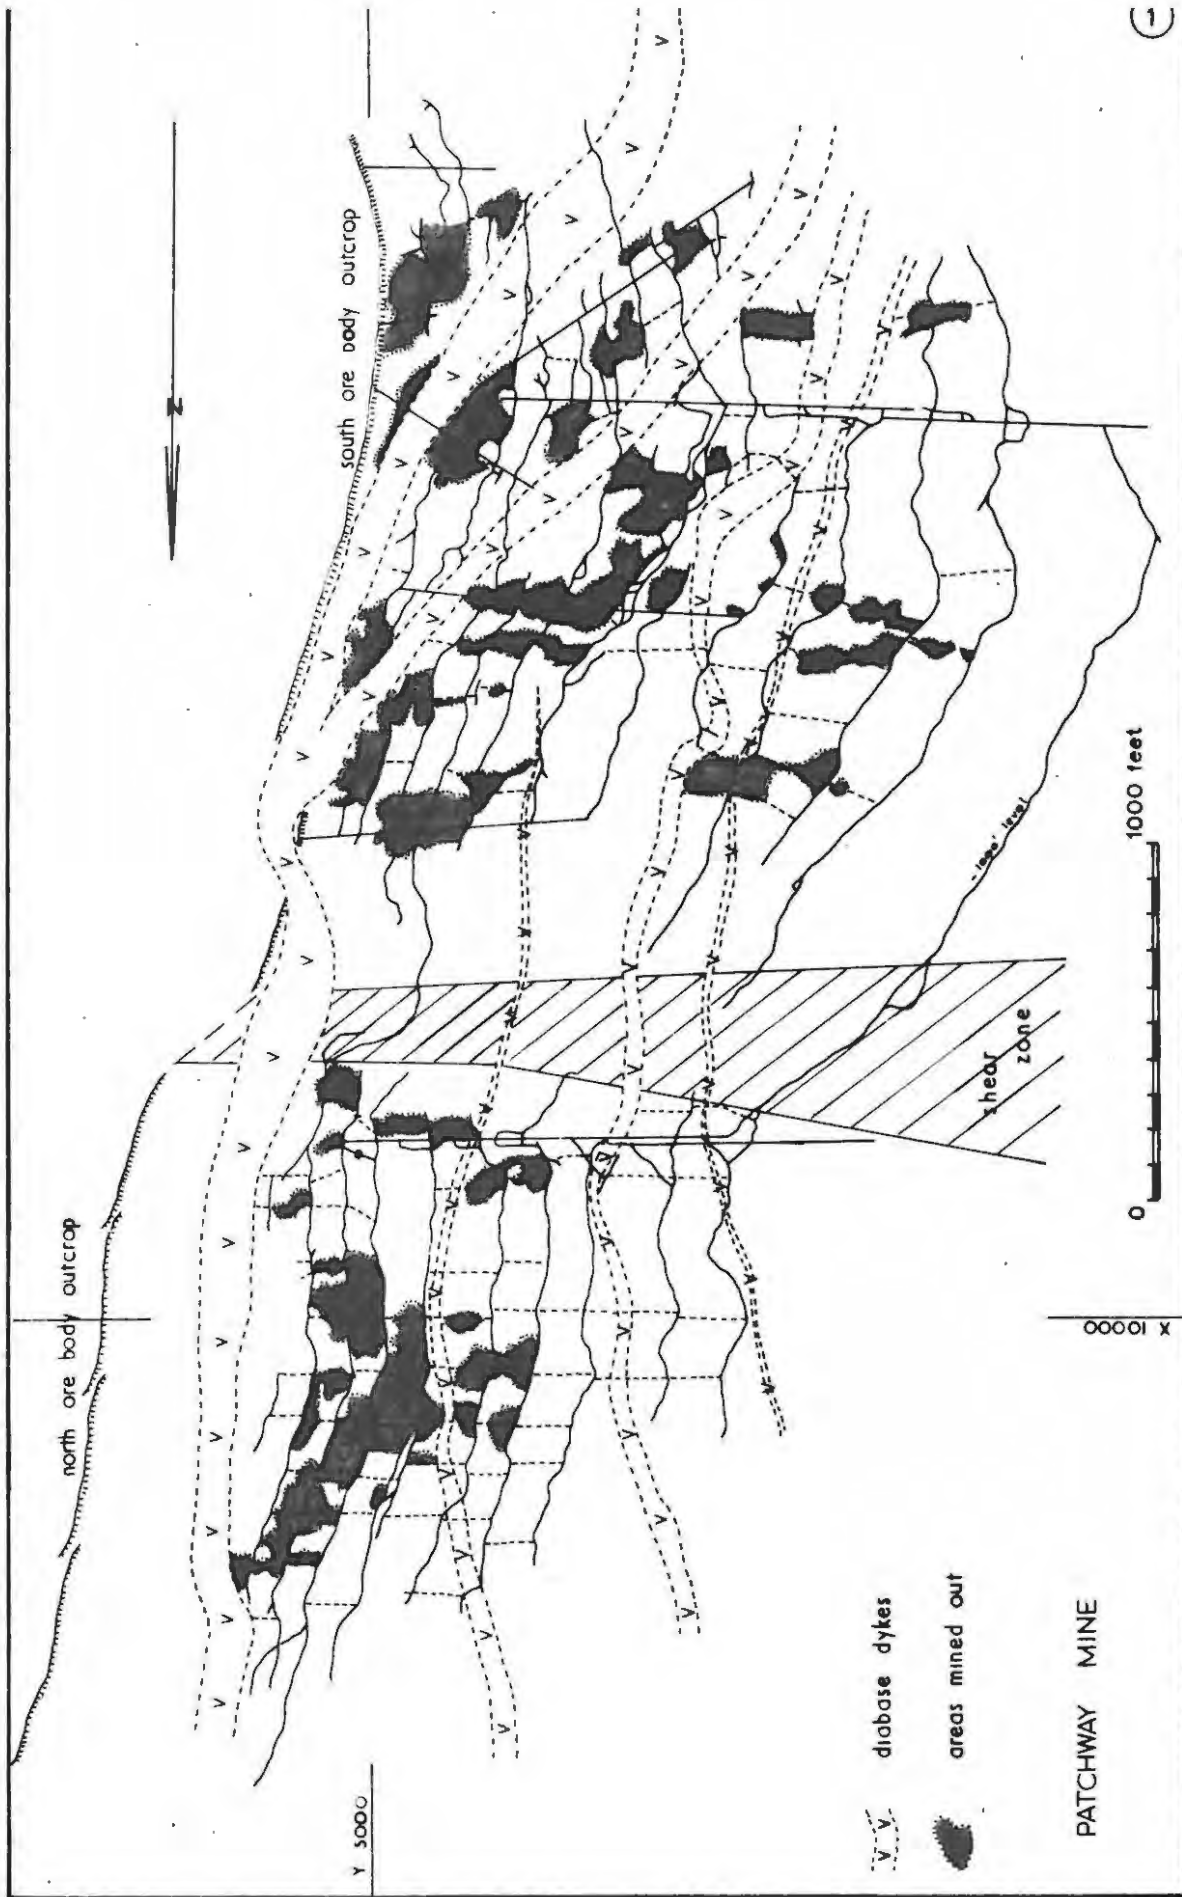 north ore body outcrop
south ore body outcrop
N
Y 5000
X 10000
shear
zone
level
0
1000 feet
V V
diabase dykes
areas mined out
PATCHWAY MINE
1